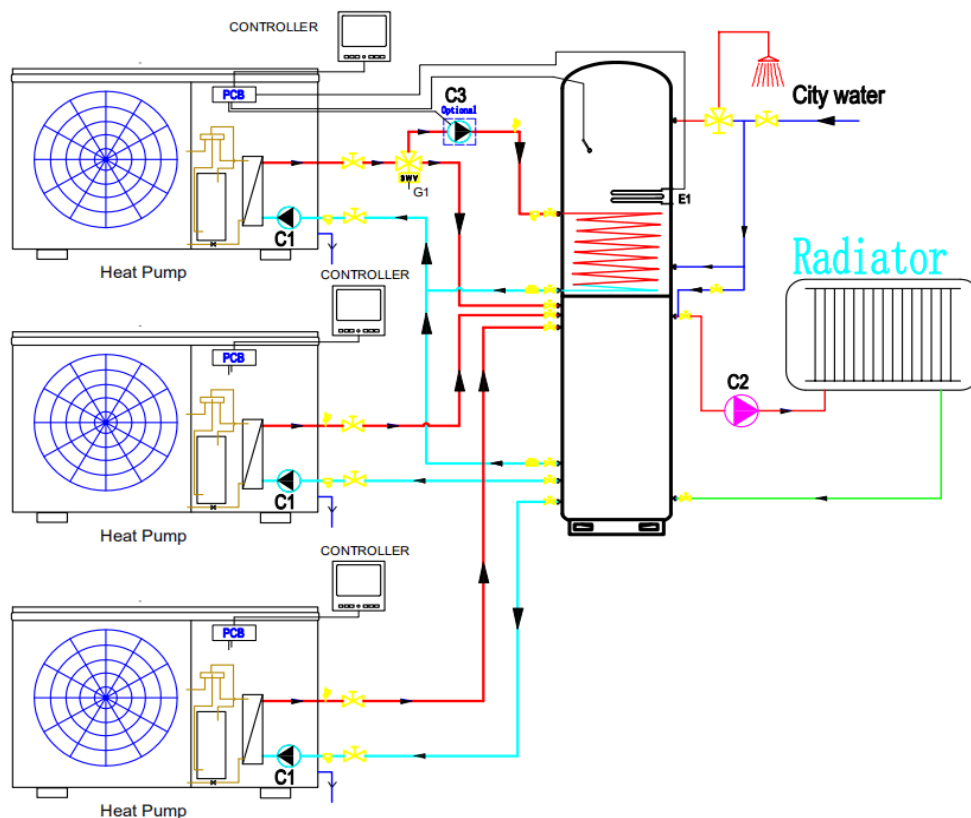 CONTROLLER
PCB
C3
Optional
City water
3WV
G1
E1
C1
Heat Pump
CONTROLLER
Radiator
PCB
C2
C1
Heat Pump
CONTROLLER
PCB
C1
Heat Pump